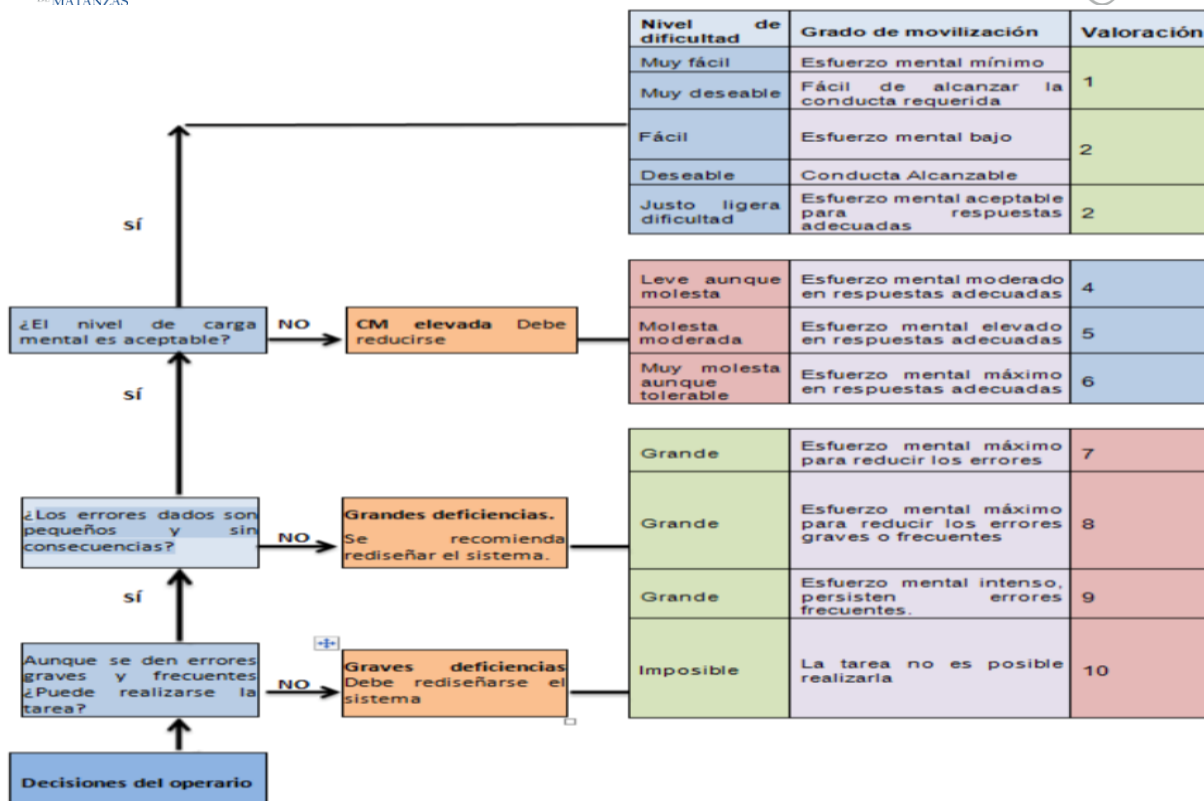 DE MATANZAS
Nivel de
dificultad
Grado de movilización
Valoración
Muy fácil
Esfuerzo mental mínimo
1
Muy deseable
Fácil de alcanzar la
conducta requerida
Fácil
Esfuerzo mental bajo
2
Deseable
Conducta Alcanzable
Justo ligera
dificultad
Esfuerzo mental aceptable
para respuestas
adecuadas
2
SÍ
Leve aunque
molesta
Esfuerzo mental moderado
en respuestas adecuadas
4
¿El nivel de carga
mental es aceptable?
NO
CM elevada Debe
reducirse
Molesta
moderada
Esfuerzo mental elevado
en respuestas adecuadas
5
Muy molesta
aunque
tolerable
Esfuerzo mental máximo
en respuestas adecuadas
6
SÍ
Grande
Esfuerzo mental máximo
para reducir los errores
7
¿Los errores dados son
pequeños y sin
consecuencias?
NO
Grandes deficiencias.
Se recomienda
rediseñar el sistema.
Grande
Esfuerzo mental máximo
para reducir los errores
graves o frecuentes
8
SÍ
Grande
Esfuerzo mental intenso,
persisten errores
frecuentes.
9
Aunque se den errores
graves y frecuentes
¿Puede realizarse la
tarea?
NO
Graves deficiencias
Debe rediseñarse el
sistema
Imposible
La tarea no es posible
realizarla
10
Decisiones del operario